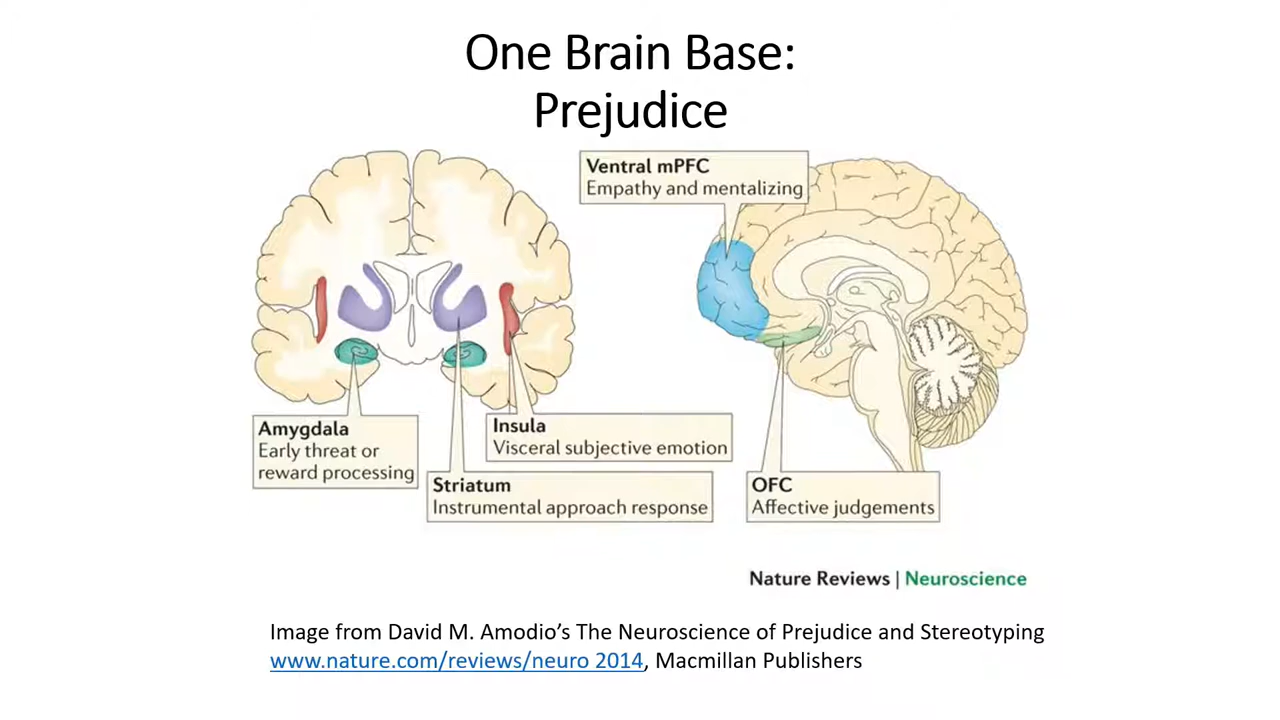 One Brain Base:
Prejudice
Ventral mPFC
Empathy and mentalizing
Amygdala
Early threat or
reward processing
Insula
Visceral subjective emotion
Striatum
Instrumental approach response
OFC
Affective judgements
Nature Reviews | Neuroscience
Image from David M. Amodio’s The Neuroscience of Prejudice and Stereotyping
www.nature.com/reviews/neuro 2014, Macmillan Publishers